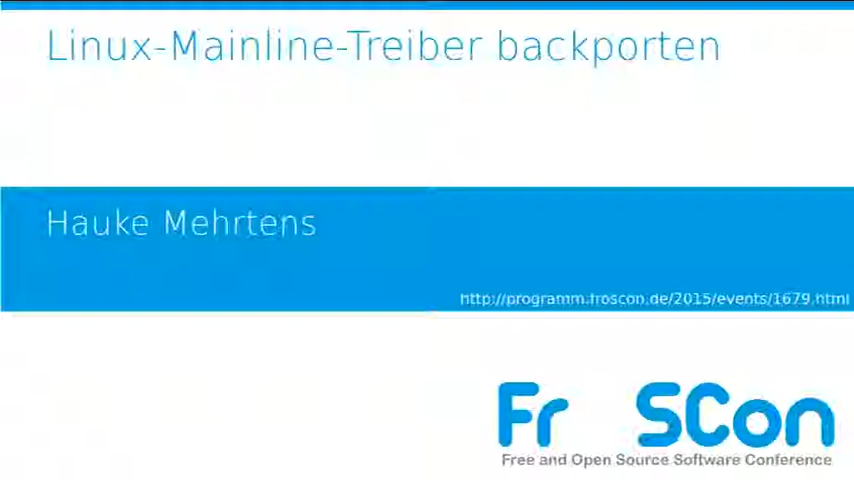 Linux-Mainline-Treiber backporten
Hauke Mehrtens
http://programm.froscon.de/2015/events/1679.html
Fr SCon
Free and Open Source Software Conference